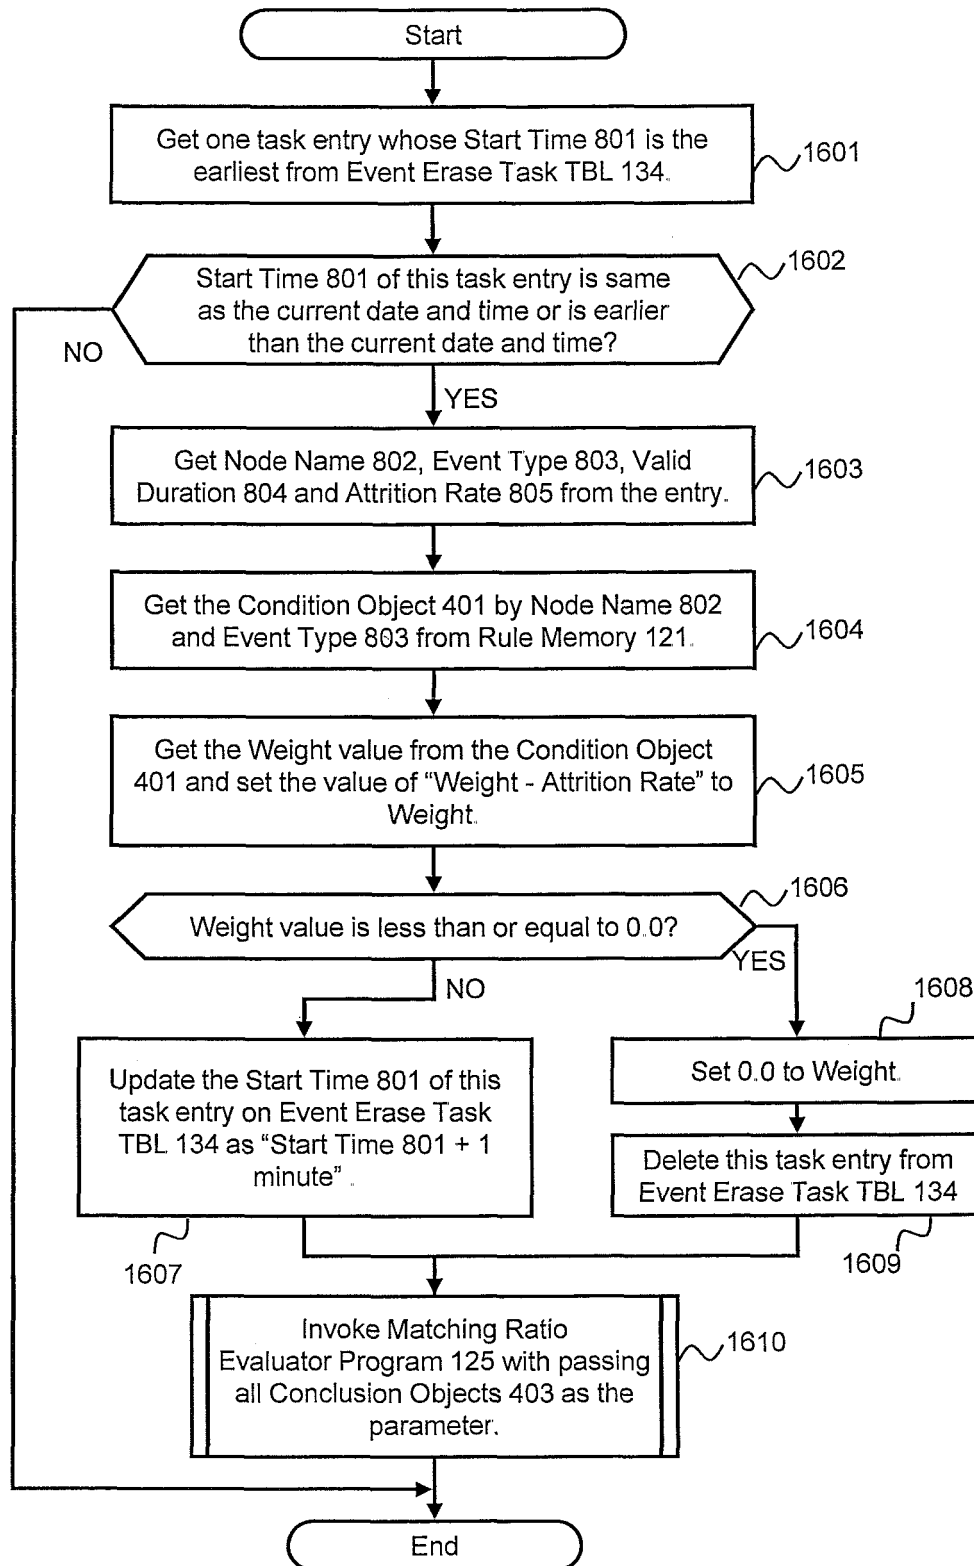 Start
Get one task entry whose Start Time 801 is the
earliest from Event Erase Task TBL 134.
1601
Start Time 801 of this task entry is same
as the current date and time or is earlier
than the current date and time?
1602
NO
YES
Get Node Name 802, Event Type 803, Valid
Duration 804 and Attrition Rate 805 from the entry.
1603
Get the Condition Object 401 by Node Name 802
and Event Type 803 from Rule Memory 121.
1604
Get the Weight value from the Condition Object
401 and set the value of “Weight - Attrition Rate” to
Weight.
1605
Weight value is less than or equal to 0.0?
1606
YES
NO
1608
Update the Start Time 801 of this
task entry on Event Erase Task
TBL 134 as “Start Time 801 + 1
minute” .
1607
Set 0.0 to Weight.
Delete this task entry from
Event Erase Task TBL 134
1609
Invoke Matching Ratio
Evaluator Program 125 with passing
all Conclusion Objects 403 as the
parameter.
1610
End